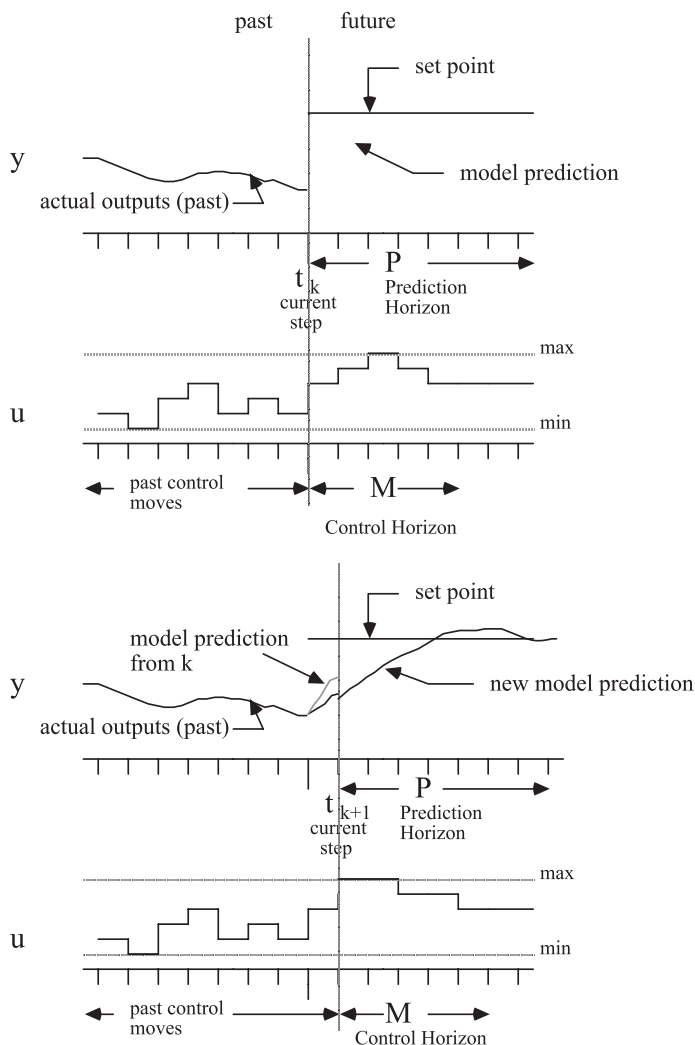 past future
set point
y
model prediction
actual outputs (past)
P
t k
Prediction
current
Horizon
step
max
u
min
past control
moves
M
Control Horizon
set point
model prediction
from k
y
new model prediction
actual outputs (past)
P
t k+1
Prediction
current
Horizon
step
max
u
min
past control
moves
M
Control Horizon